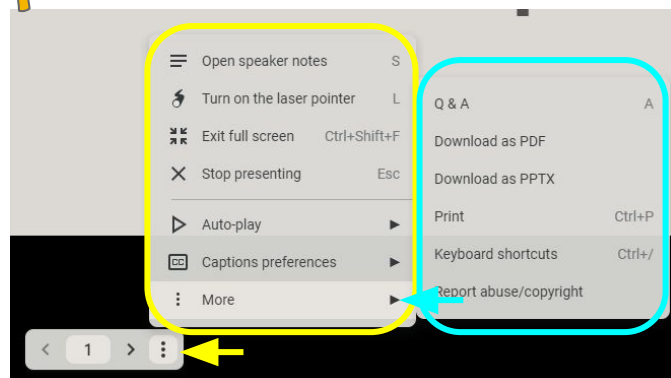 Open speaker notes S
Turn on the laser pointer L
Exit full screen Ctrl+Shift+F
Stop presenting Esc
Auto-play
Captions preferences
More
Q & A A
Download as PDF
Download as PPTX
Print Ctrl+P
Keyboard shortcuts Ctrl+/
Report abuse/copyright
1